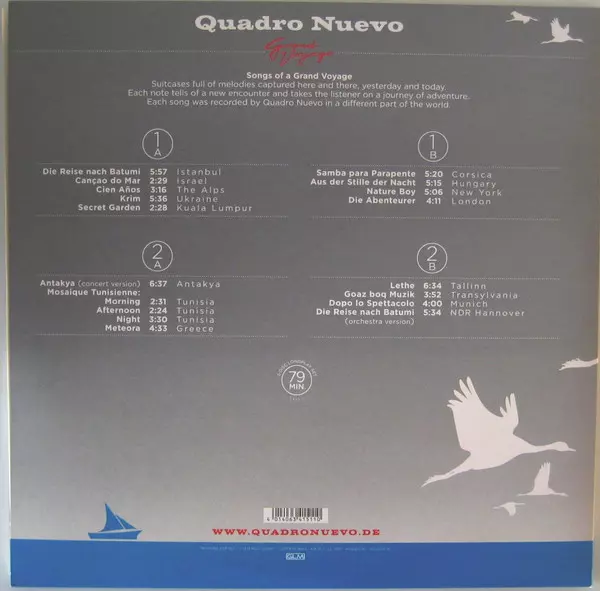 Quadro Nuevo
Grand Voyage
Songs of a Grand Voyage
Suitcases full of melodies captured here and there, yesterday and today.
Each note tells of a new encounter and takes the listener on a journey of adventure.
Each song was recorded by Quadro Nuevo in a different part of the world.
1
A
Die Reise nach Batumi 5:57 Istanbul
Cançao do Mar 2:29 Israel
Cien Años 3:16 The Alps
Krim 5:36 Ukraine
Secret Garden 2:28 Kuala Lumpur
1
B
Samba para Parapente 5:20 Corsica
Aus der Stille der Nacht 5:15 Hungary
Nature Boy 5:06 New York
Die Abenteurer 4:11 London
2
A
Antakya (concert version) 6:37 Antakya
Mosaique Tunisienne:
Morning 2:31 Tunisia
Afternoon 2:24 Tunisia
Night 3:30 Tunisia
Meteora 4:33 Greece
2
B
Lethe 6:34 Tallinn
Goaz boq Muzik 3:52 Transylvania
Dopo lo Spettacolo 4:00 Munich
Die Reise nach Batumi 5:34 NDR Hannover
(orchestra version)
79
MIN
WWW.QUADRONUEVO.DE
GLM